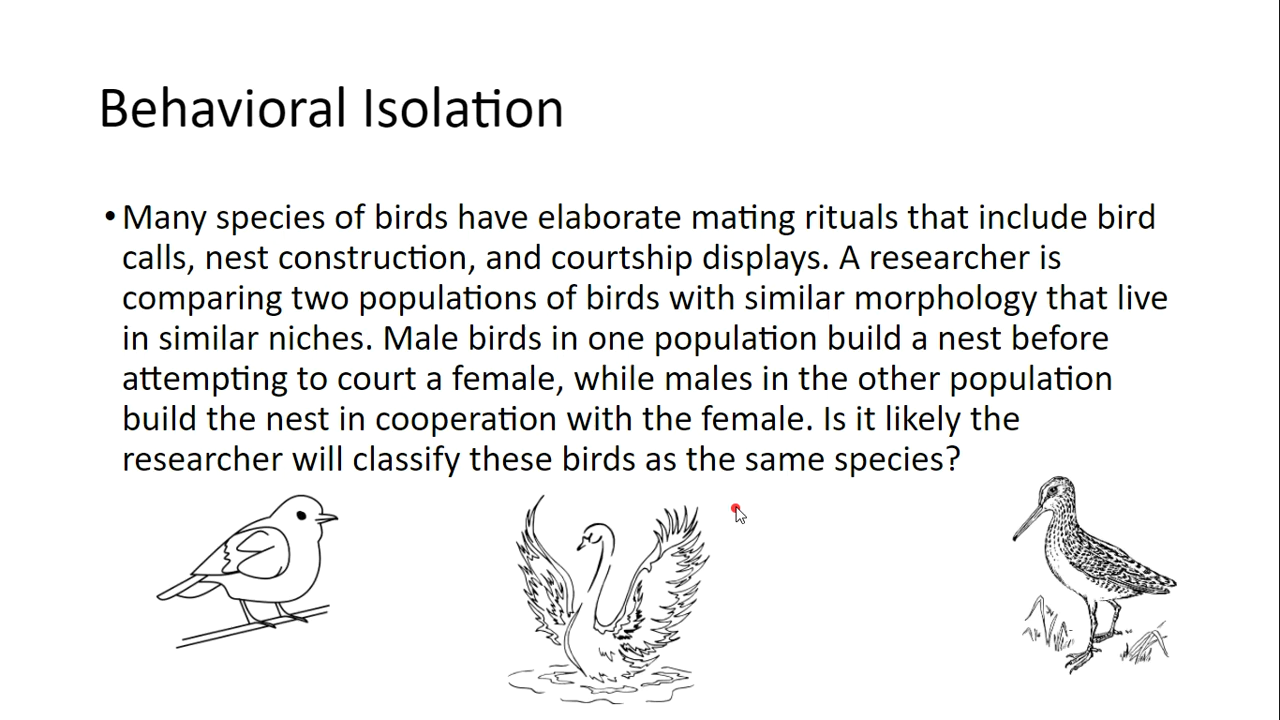 Behavioral Isolation
• Many species of birds have elaborate mating rituals that include bird
calls, nest construction, and courtship displays. A researcher is
comparing two populations of birds with similar morphology that live
in similar niches. Male birds in one population build a nest before
attempting to court a female, while males in the other population
build the nest in cooperation with the female. Is it likely the
researcher will classify these birds as the same species?